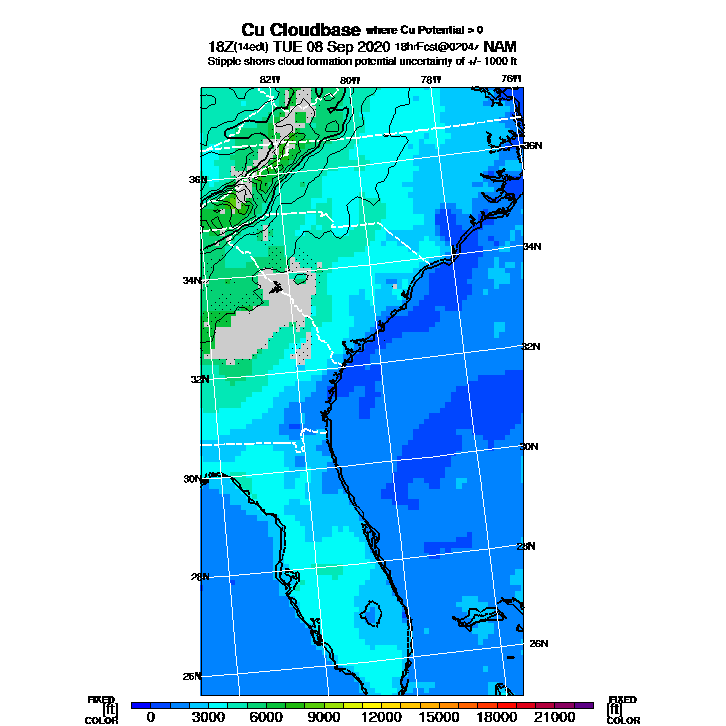 Cu Cloudbase where Cu Potential > 0
18Z(14edt) TUE 08 Sep 2020 18hrFcst@0204z NAM
Stipple shows cloud formation potential uncertainty of +/- 1000 ft
82W 80W 78W 76W
36N
36N
34N
34N
32N
32N
30N
30N
28N
28N
26N
26N
FIXED FIXED
[ft] [ft]
COLOR 0 3000 6000 9000 12000 15000 18000 21000 COLOR